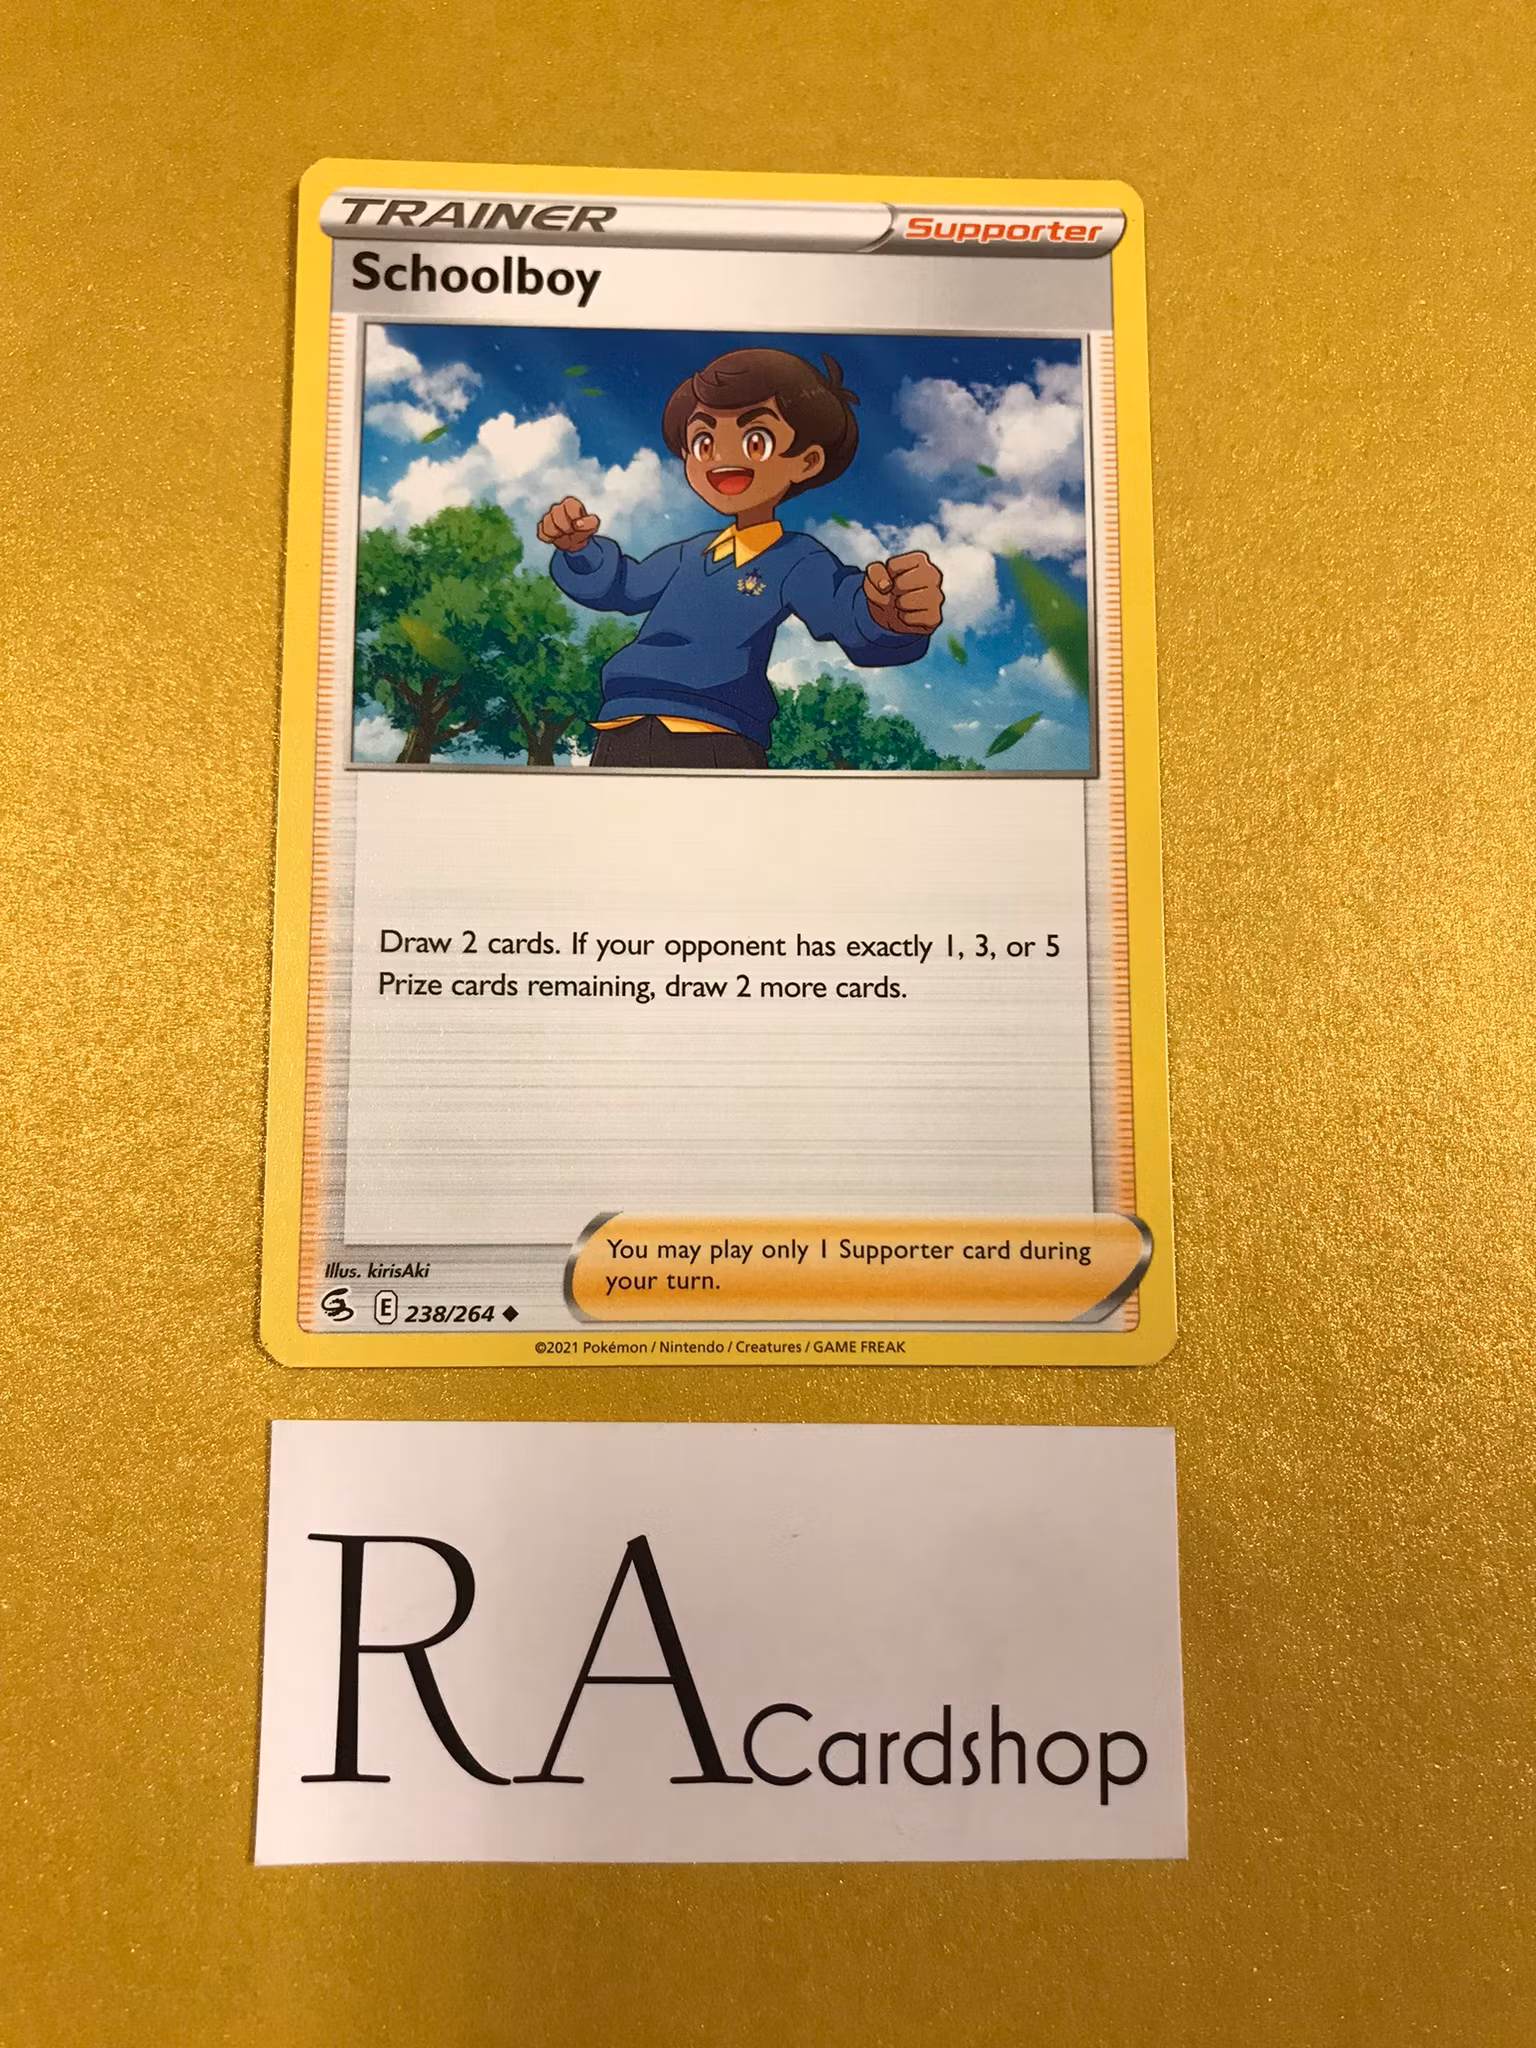 TRAINER Supporter
Schoolboy
Draw 2 cards. If your opponent has exactly 1, 3, or 5
Prize cards remaining, draw 2 more cards.
You may play only 1 Supporter card during
your turn.
Illus. kirisAki
E 238/264
©2021 Pokémon / Nintendo / Creatures / GAME FREAK
RACardshop